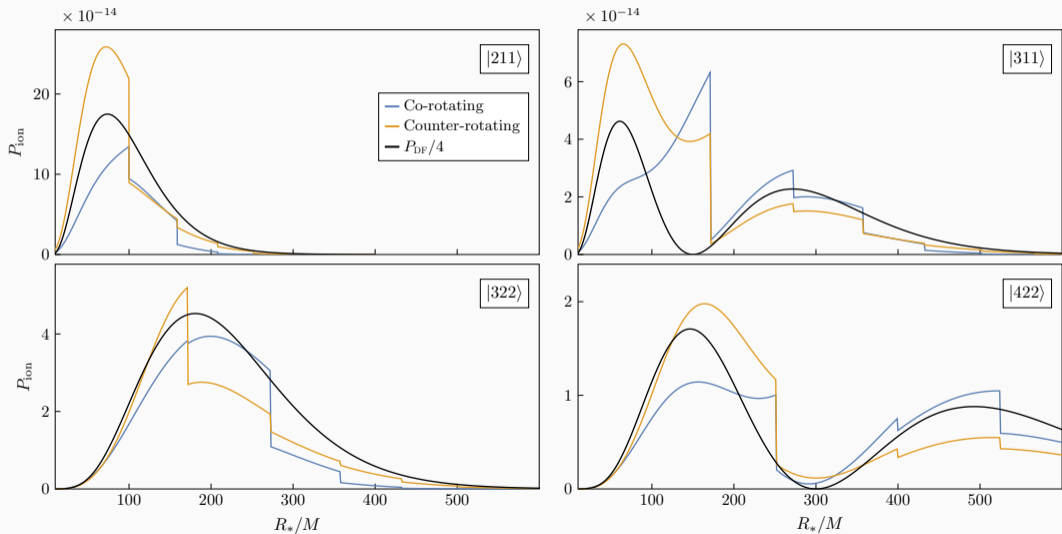 × 10⁻¹⁴
× 10⁻¹⁴
|211⟩
|311⟩
Co-rotating
Counter-rotating
P_DF/4
P_ion
20
10
0
6
4
2
0
|322⟩
|422⟩
P_ion
4
2
0
2
1
0
100 200 300 400 500
100 200 300 400 500
R_*/M
R_*/M